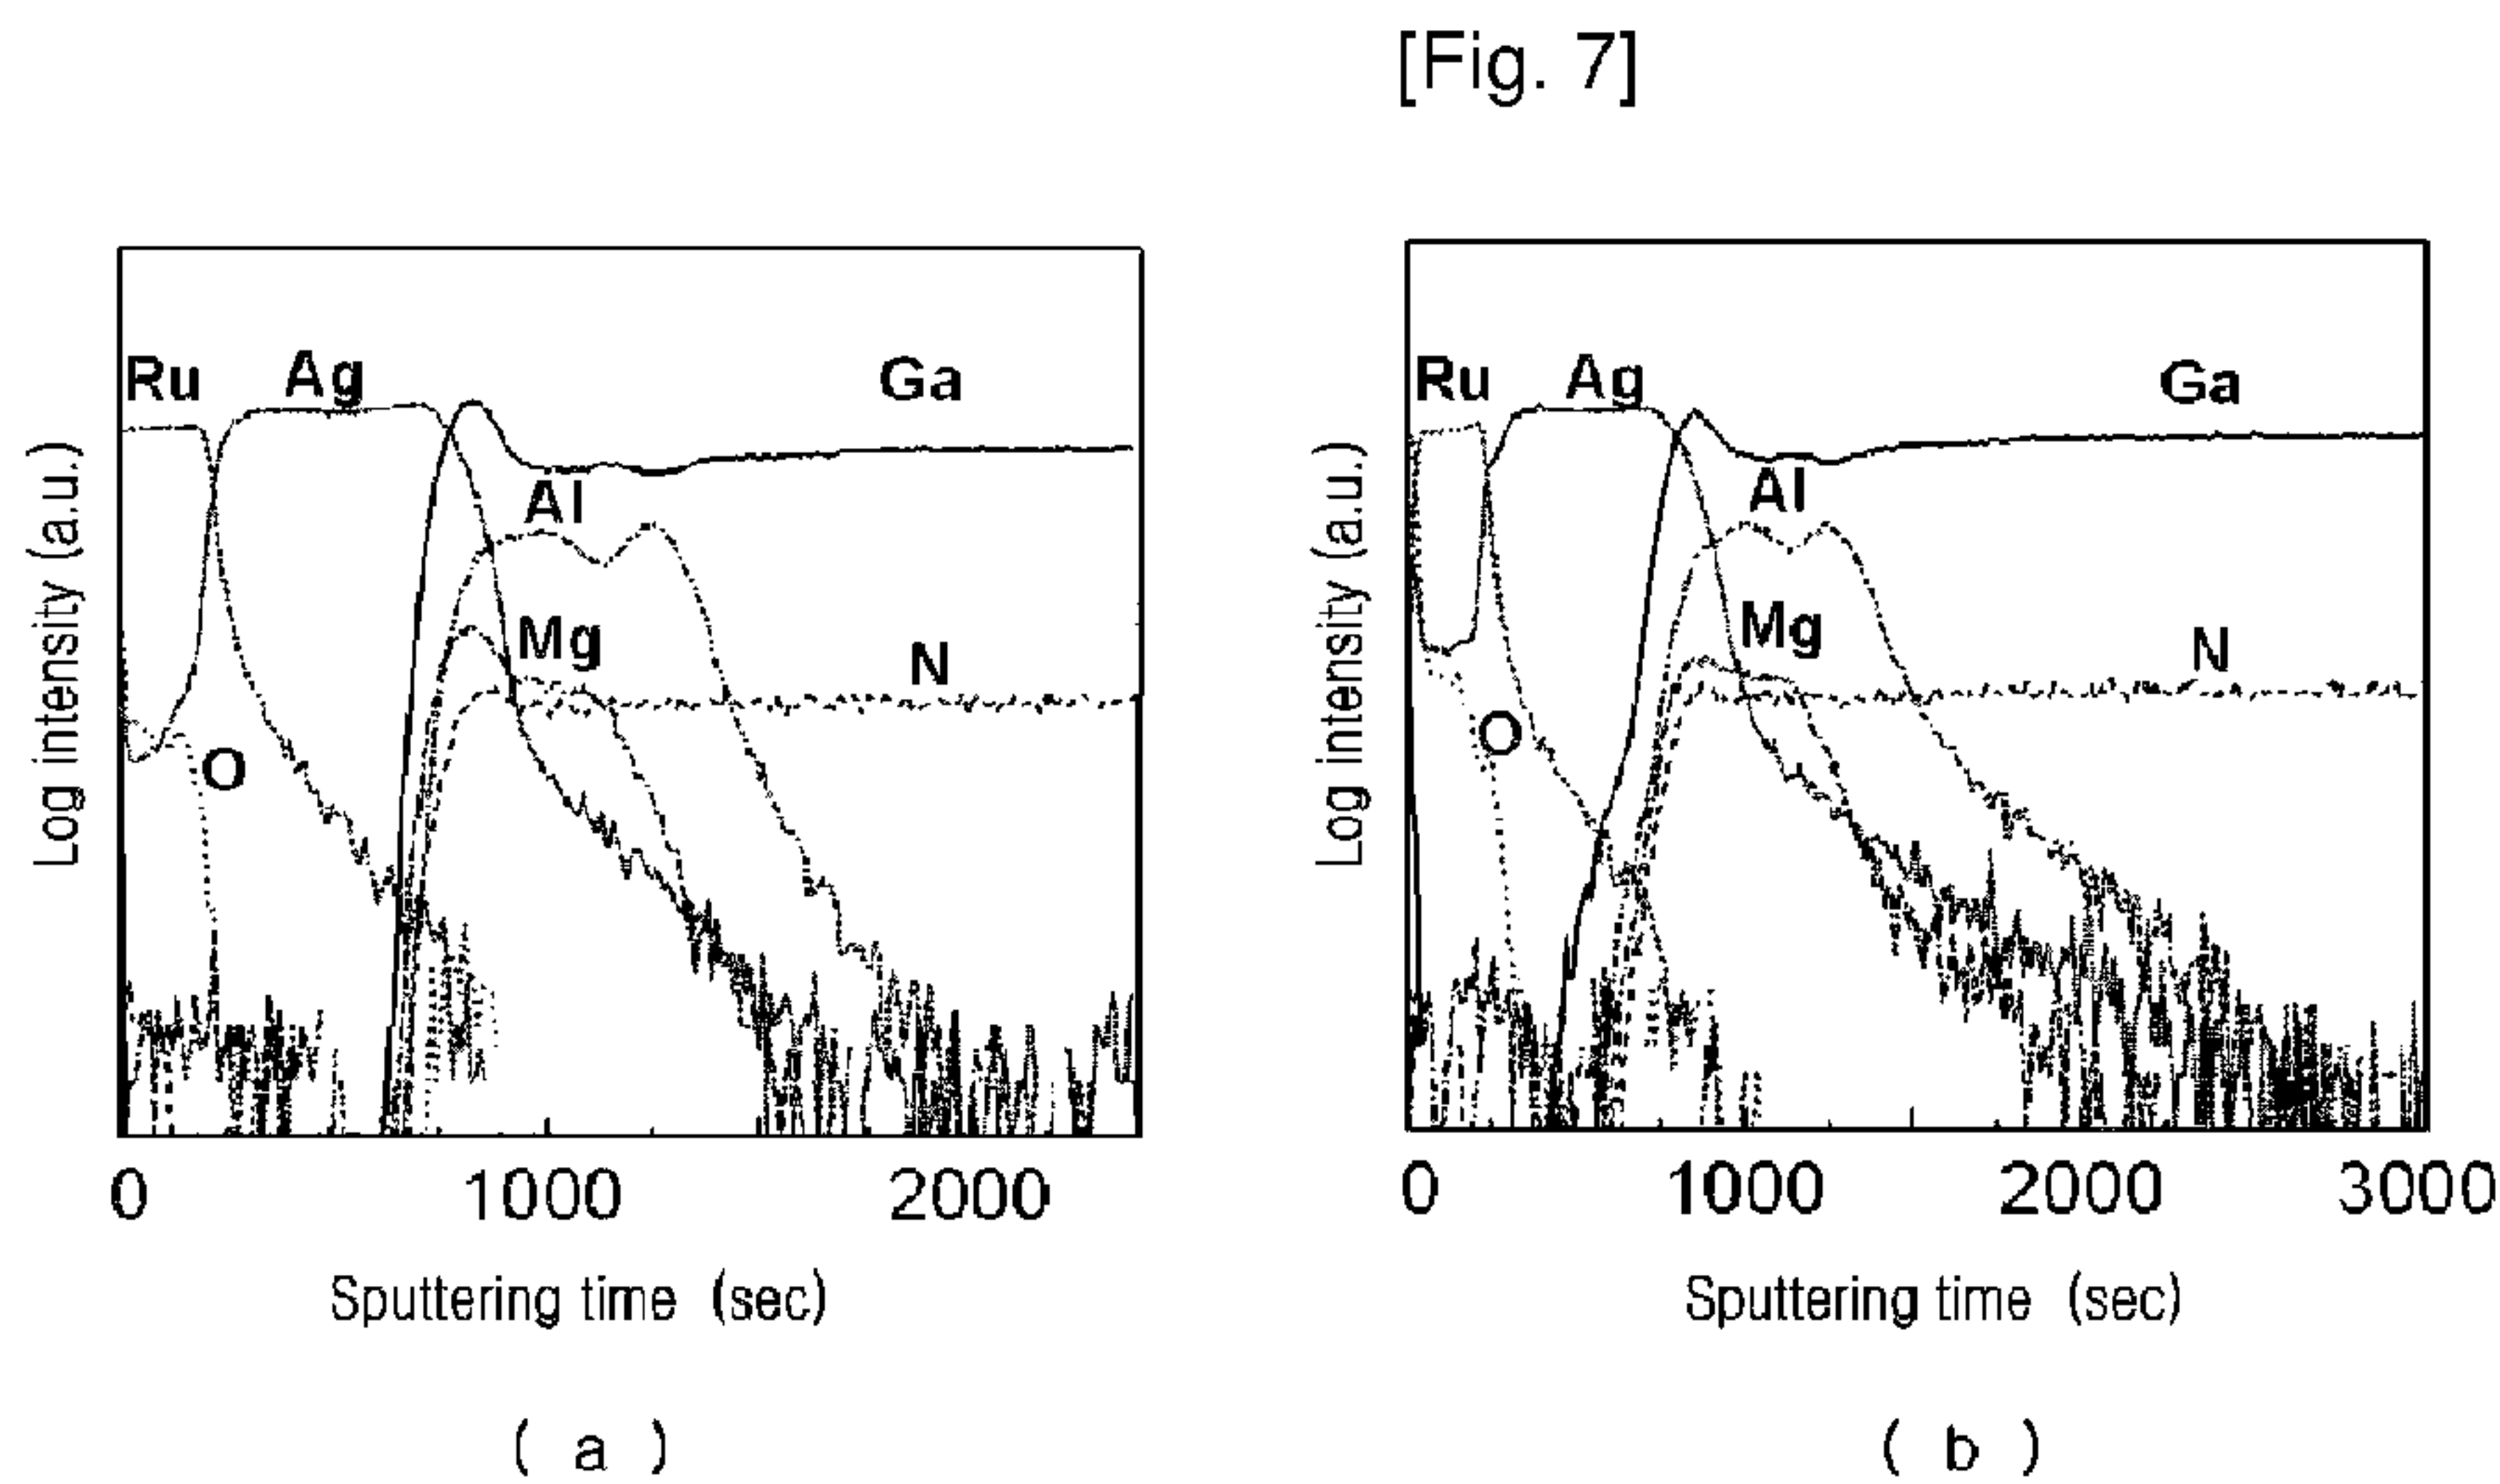 [Fig. 7]
Log intensity (a.u.)
Ru Ag Ga
Al
Mg
N
O
0 1000 2000
Sputtering time (sec)
( a )
Log intensity (a.u.)
Ru Ag Ga
Al
Mg
N
O
0 1000 2000 3000
Sputtering time (sec)
( b )